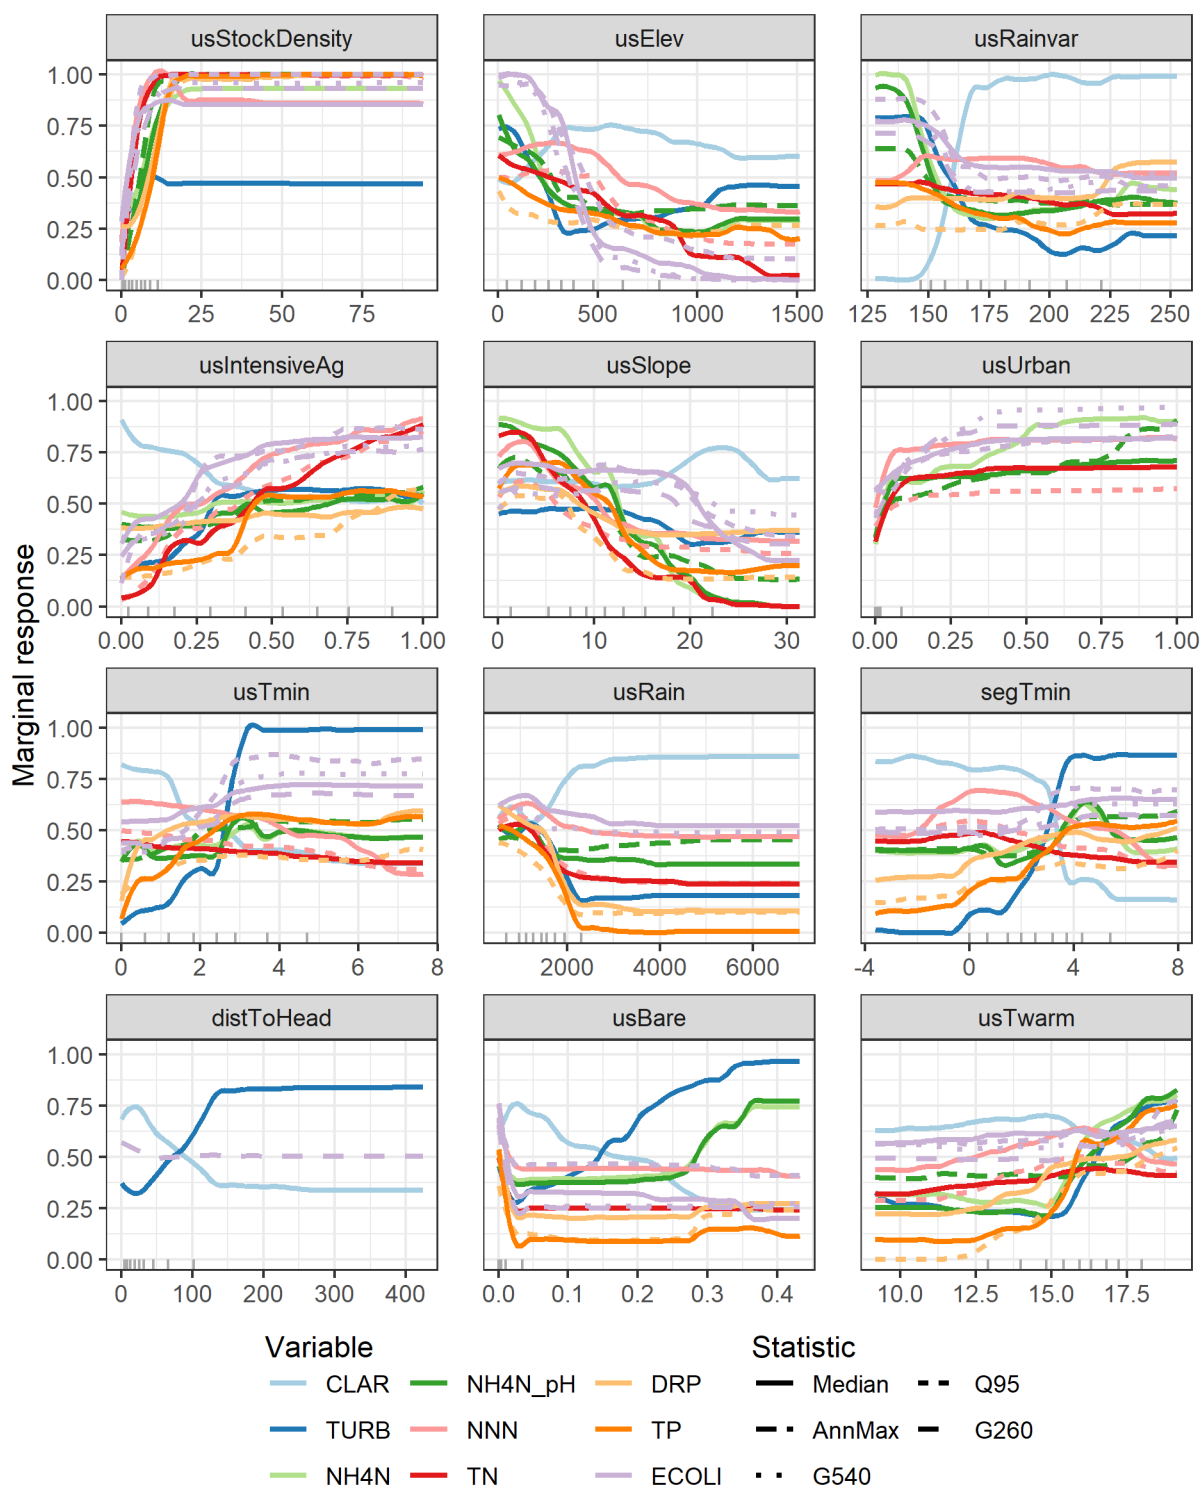 usStockDensity usElev usRainvar
1.00
0.75
0.50
0.25
0.00
0 25 50 75 0 500 1000 1500 125 150 175 200 225 250
usIntensiveAg usSlope usUrban
1.00
0.75
0.50
0.25
0.00
0.00 0.25 0.50 0.75 1.00 0 10 20 30 0.00 0.25 0.50 0.75 1.00
Marginal response
usTmin usRain segTmin
1.00
0.75
0.50
0.25
0.00
0 2 4 6 8 2000 4000 6000 -4 0 4 8
distToHead usBare usTwarm
1.00
0.75
0.50
0.25
0.00
0 100 200 300 400 0.0 0.1 0.2 0.3 0.4 10.0 12.5 15.0 17.5
Variable Statistic
CLAR NH4N_pH DRP Median Q95
TURB NNN TP AnnMax G260
NH4N TN ECOLI G540